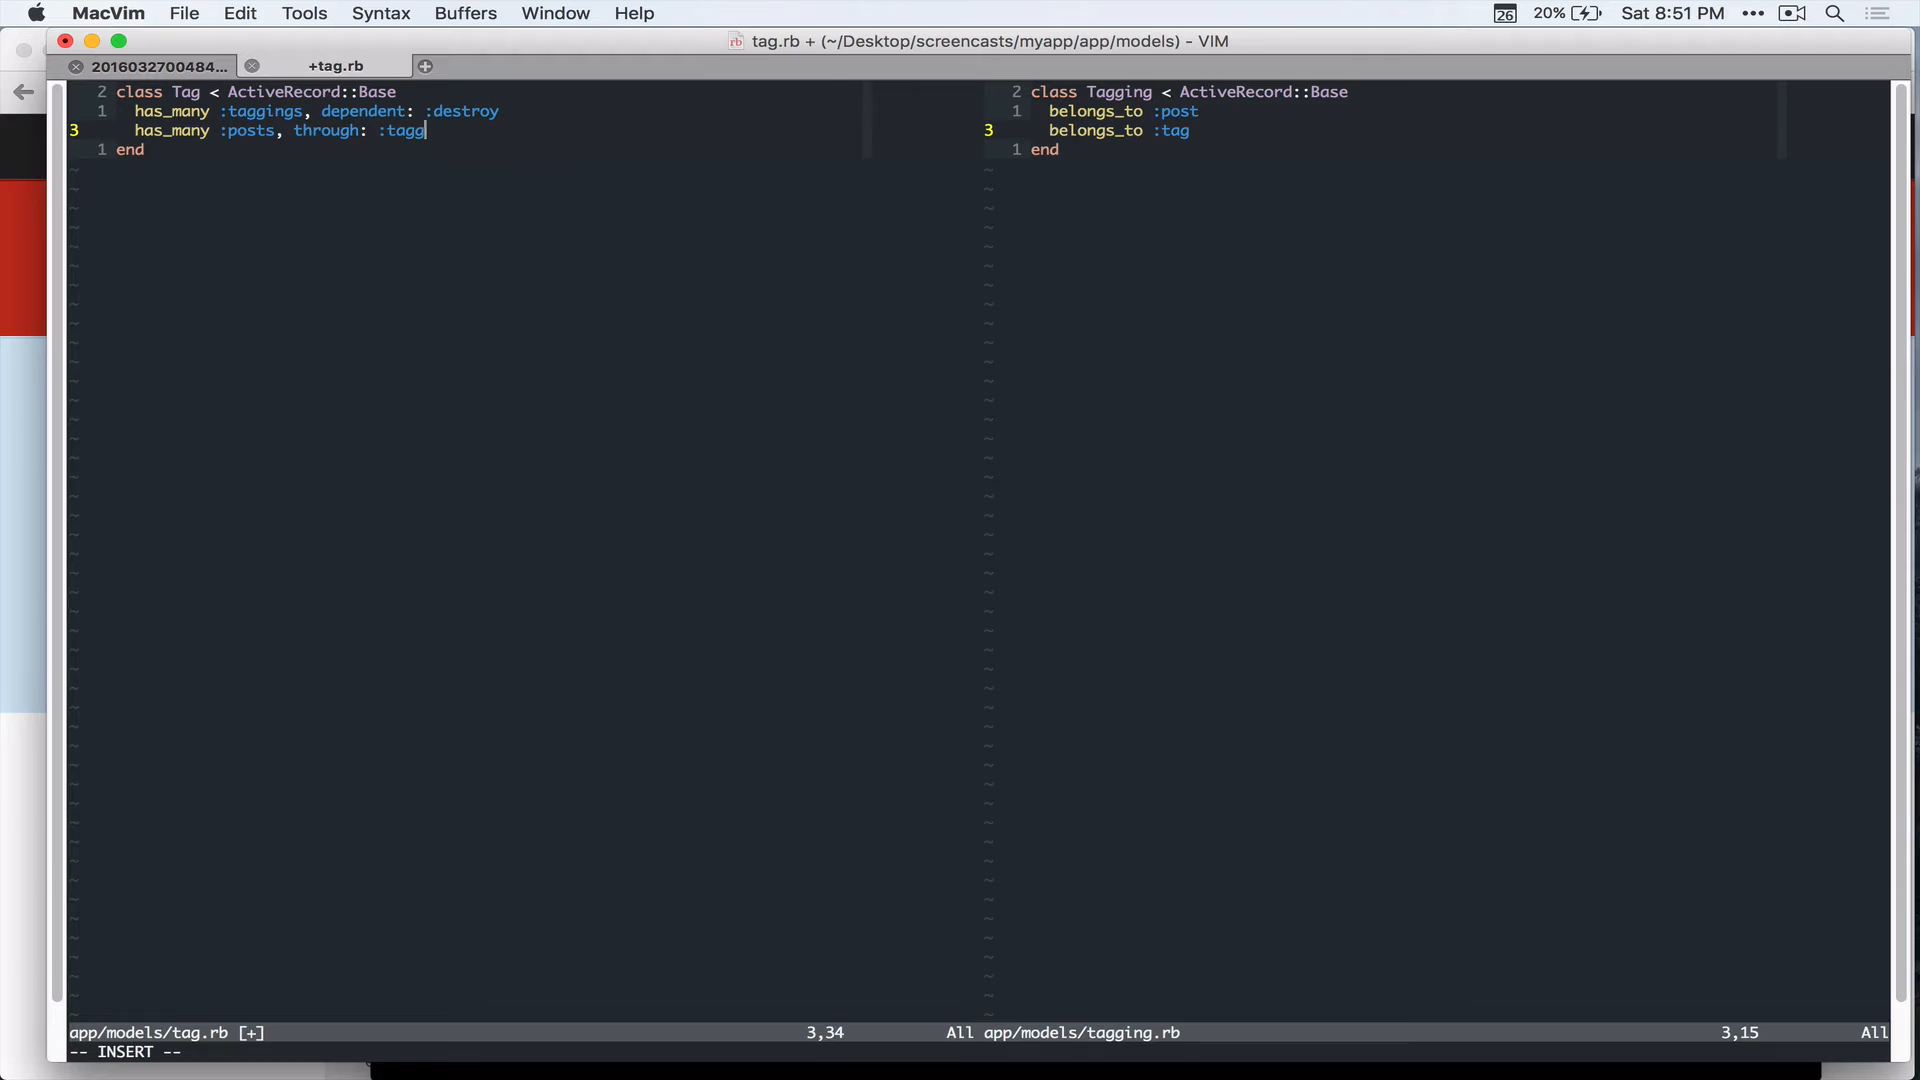 MacVim File Edit Tools Syntax Buffers Window Help 26 20% Sat 8:51 PM
rb tag.rb + (~/Desktop/screencasts/myapp/app/models) - VIM
2016032700484... +tag.rb
2 class Tag < ActiveRecord::Base
1 has_many :taggings, dependent: :destroy
3 has_many :posts, through: :tagg
1 end
2 class Tagging < ActiveRecord::Base
1 belongs_to :post
3 belongs_to :tag
1 end
app/models/tag.rb [+] 3,34 All
app/models/tagging.rb 3,15 All
-- INSERT --